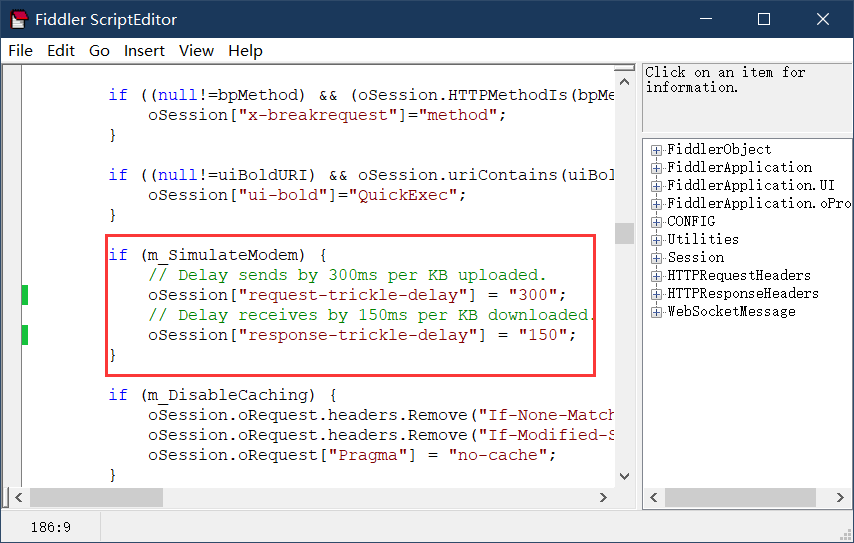 Fiddler ScriptEditor
File Edit Go Insert View Help
if ((null!=bpMethod) && (oSession.HTTPMethodIs(bpMe
oSession["x-breakrequest"]="method";
}
if ((null!=uiBoldURI) && oSession.uriContains(uiBol
oSession["ui-bold"]="QuickExec";
}
if (m_SimulateModem) {
// Delay sends by 300ms per KB uploaded.
oSession["request-trickle-delay"] = "300";
// Delay receives by 150ms per KB downloaded.
oSession["response-trickle-delay"] = "150";
}
if (m_DisableCaching) {
oSession.oRequest.headers.Remove("If-None-Match
oSession.oRequest.headers.Remove("If-Modified-S
oSession.oRequest["Pragma"] = "no-cache";
}
Click on an item for
information.
FiddlerObject
FiddlerApplication
FiddlerApplication.UI
FiddlerApplication.oPro
CONFIG
Utilities
Session
HTTPRequestHeaders
HTTPResponseHeaders
WebSocketMessage
186:9